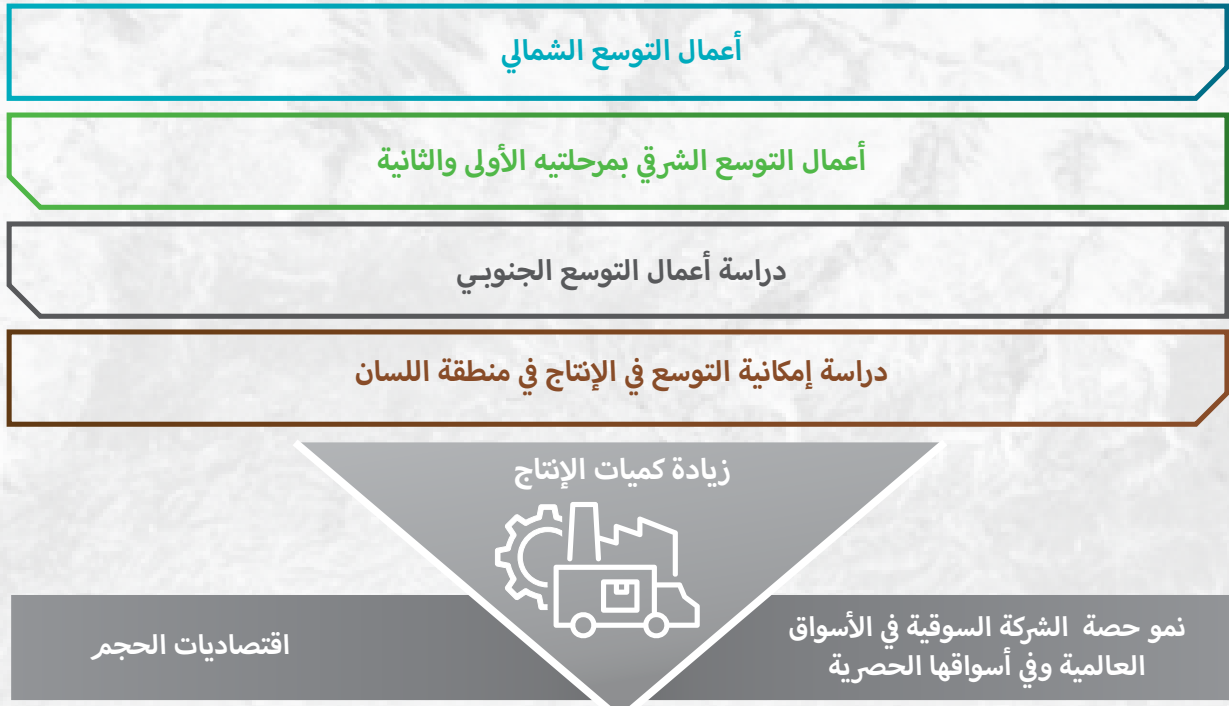 أعمال التوسع الشمالي
أعمال التوسع الشرقي بمرحلتيه الأولى والثانية
دراسة أعمال التوسع الجنوبي
دراسة إمكانية التوسع في الإنتاج في منطقة اللسان
زيادة كميات الإنتاج
نمو حصة الشركة السوقية في الأسواق
العالمية وفي أسواقها الحصرية
اقتصاديات الحجم